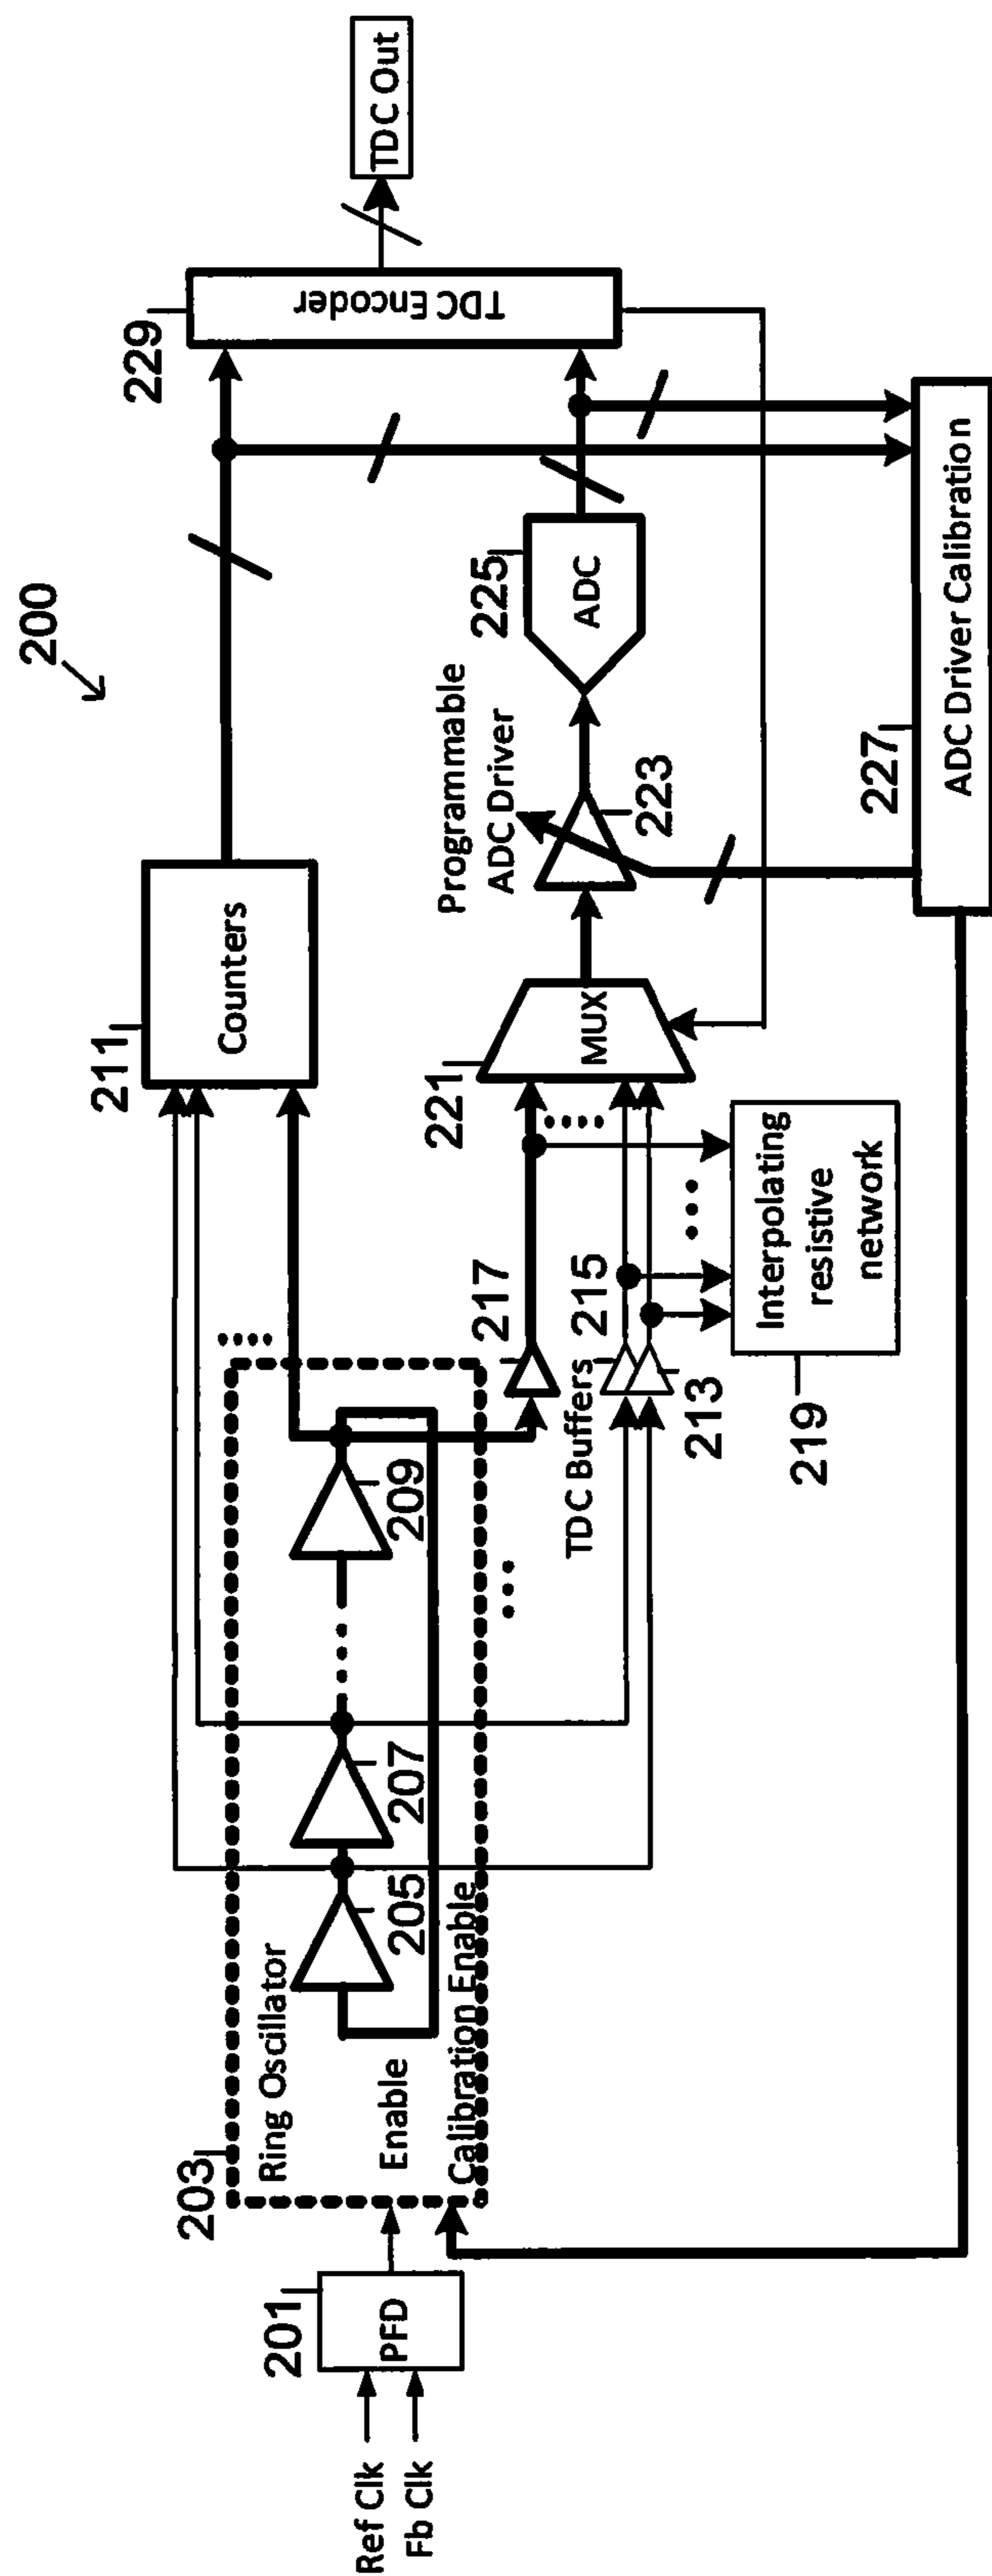 200
Ref Clk
Fb Clk
201
PFD
203
Ring Oscillator
Enable
Calibration Enable
205
207
209
211
Counters
TDC Buffers
217
215
213
219
Interpolating
resistive
network
221
MUX
Programmable
ADC Driver
223
225
ADC
227
ADC Driver Calibration
229
TDC Encoder
TDC Out